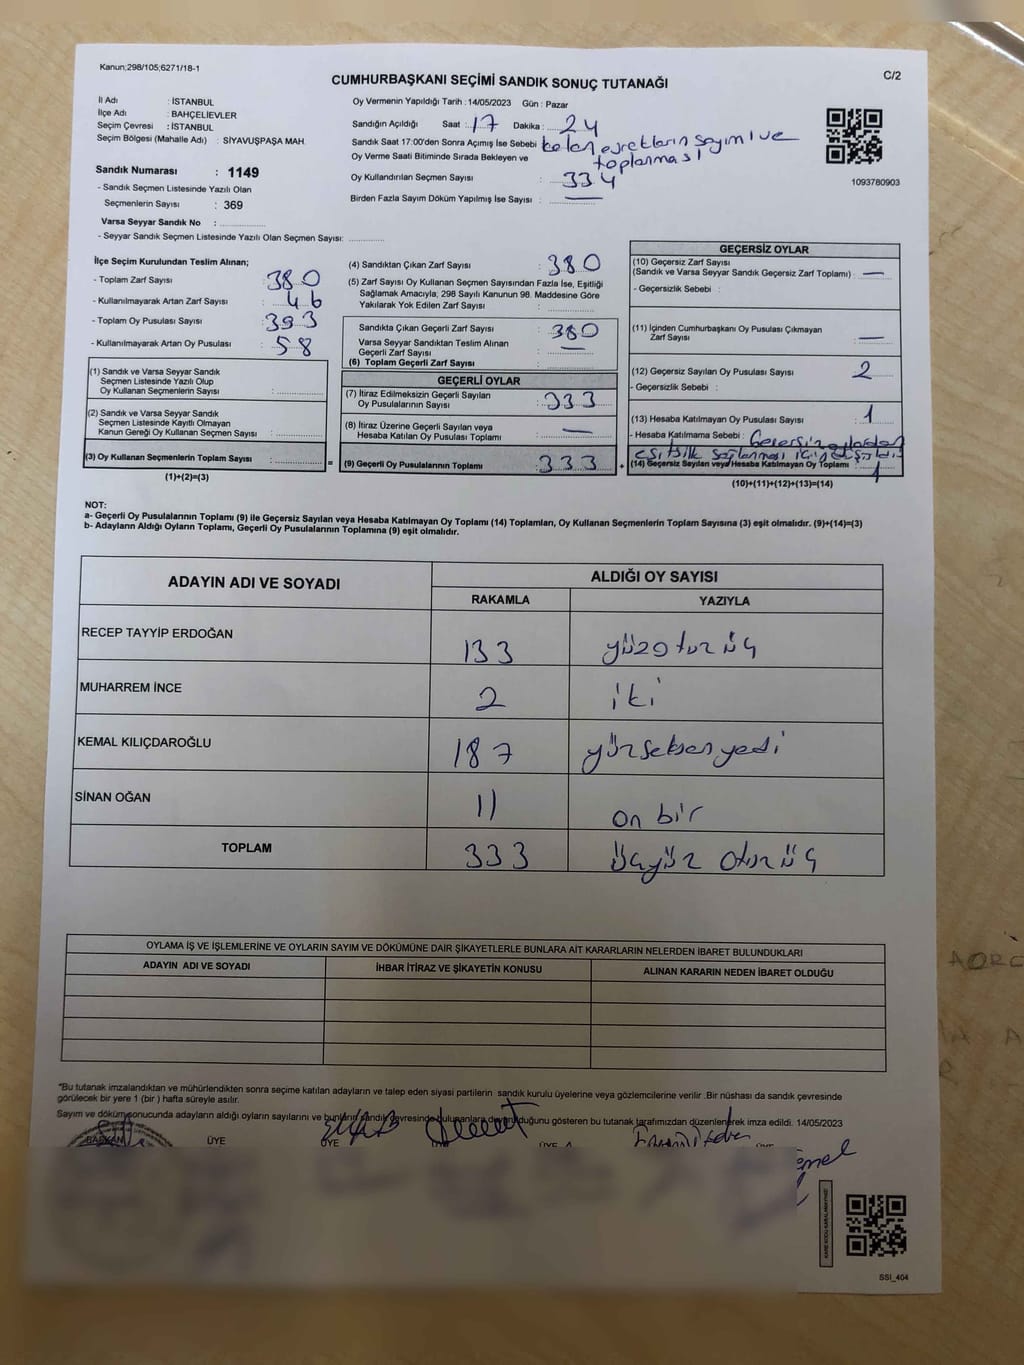 Kanun;298/105;6271/18-1
CUMHURBAŞKANI SEÇİMİ SANDIK SONUÇ TUTANAĞI
C/2
İl Adı : İSTANBUL
İlçe Adı : BAHÇELİEVLER
Seçim Çevresi : İSTANBUL
Seçim Bölgesi (Mahalle Adı) : SİYAVUŞPAŞA MAH.
Sandık Numarası : 1149
- Sandık Seçmen Listesinde Yazılı Olan
Seçmenlerin Sayısı : 369
Varsa Seyyar Sandık No : ............
- Seyyar Sandık Seçmen Listesinde Yazılı Olan Seçmen Sayısı: ............
Oy Vermenin Yapıldığı Tarih : 14/05/2023 Gün : Pazar
Sandığın Açıldığı Saat : 17 Dakika : 24
Sandık Saat 17:00'den Sonra Açımış İse Sebebi kalan evrakların sayımı ve
toplanması
Oy Verme Saati Bitiminde Sırada Bekleyen ve
Oy Kullandırılan Seçmen Sayısı : 334
Birden Fazla Sayım Döküm Yapılmış İse Sayısı : —
1093780903
İlçe Seçim Kurulundan Teslim Alınan;
- Toplam Zarf Sayısı : 380
- Kullanılmayarak Artan Zarf Sayısı : 46
- Toplam Oy Pusulası Sayısı : 393
- Kullanılmayarak Artan Oy Pusulası : 58
(1) Sandık ve Varsa Seyyar Sandık
Seçmen Listesinde Yazılı Olup
Oy Kullanan Seçmenlerin Sayısı : ............
(2) Sandık ve Varsa Seyyar Sandık
Seçmen Listesinde Kayıtlı Olmayan
Kanun Gereği Oy Kullanan Seçmen Sayısı : ............
(3) Oy Kullanan Seçmenlerin Toplam Sayısı : ............ =
(1)+(2)=(3)
(4) Sandıktan Çıkan Zarf Sayısı : 380
(5) Zarf Sayısı Oy Kullanan Seçmen Sayısından Fazla İse, Eşitliği
Sağlamak Amacıyla; 298 Sayılı Kanunun 98. Maddesine Göre
Yakılarak Yok Edilen Zarf Sayısı : ............
Sandıkta Çıkan Geçerli Zarf Sayısı : 380
Varsa Seyyar Sandıktan Teslim Alınan
Geçerli Zarf Sayısı : —
(6) Toplam Geçerli Zarf Sayısı : ............
GEÇERLİ OYLAR
(7) İtiraz Edilmeksizin Geçerli Sayılan
Oy Pusulalarının Sayısı : 333
(8) İtiraz Üzerine Geçerli Sayılan veya
Hesaba Katılan Oy Pusulası Toplamı : —
(9) Geçerli Oy Pusulalarının Toplamı : 333 +
GEÇERSİZ OYLAR
(10) Geçersiz Zarf Sayısı
(Sandık ve Varsa Seyyar Sandık Geçersiz Zarf Toplamı) : —
- Geçersizlik Sebebi :
(11) İçinden Cumhurbaşkanı Oy Pusulası Çıkmayan
Zarf Sayısı : —
(12) Geçersiz Sayılan Oy Pusulası Sayısı : 2
- Geçersizlik Sebebi :
(13) Hesaba Katılmayan Oy Pusulası Sayısı : 1
- Hesaba Katılmama Sebebi :
eşitlik sağlanması için
(14) Geçersiz Sayılan veya Hesaba Katılmayan Oy Toplamı : 1
(10)+(11)+(12)+(13)=(14)
NOT:
a- Geçerli Oy Pusulalarının Toplamı (9) ile Geçersiz Sayılan veya Hesaba Katılmayan Oy Toplamı (14) Toplamları, Oy Kullanan Seçmenlerin Toplam Sayısına (3) eşit olmalıdır. (9)+(14)=(3)
b- Adayların Aldığı Oyların Toplamı, Geçerli Oy Pusulalarının Toplamına (9) eşit olmalıdır.
ADAYIN ADI VE SOYADI ALDIĞI OY SAYISI
RAKAMLA YAZIYLA
RECEP TAYYİP ERDOĞAN 133 yüzotuzüç
MUHARREM İNCE 2 iki
KEMAL KILIÇDAROĞLU 187 yüzseksenyedi
SİNAN OĞAN 11 on bir
TOPLAM 333 üçyüz otuzüç
OYLAMA İŞ VE İŞLEMLERİNE VE OYLARIN SAYIM VE DÖKÜMÜNE DAİR ŞİKAYETLERLE BUNLARA AİT KARARLARIN NELERDEN İBARET BULUNDUKLARI
ADAYIN ADI VE SOYADI İHBAR İTİRAZ VE ŞİKAYETİN KONUSU ALINAN KARARIN NEDEN İBARET OLDUĞU
"Bu tutanak imzalandıktan ve mühürlendikten sonra seçime katılan adayların ve talep eden siyasi partilerin sandık kurulu üyelerine veya gözlemcilerine verilir .Bir nüshası da sandık çevresinde
görülecek bir yere 1 (bir ) hafta süreyle asılır.
Sayım ve döküm sonucunda adayların aldığı oyların sayılarını ve bunların sandık çevresinde bulunanlara duyurulduğunu gösteren bu tutanak tarafımızdan düzenlenerek imza edildi. 14/05/2023
BAŞKAN ÜYE ÜYE
SSI_404